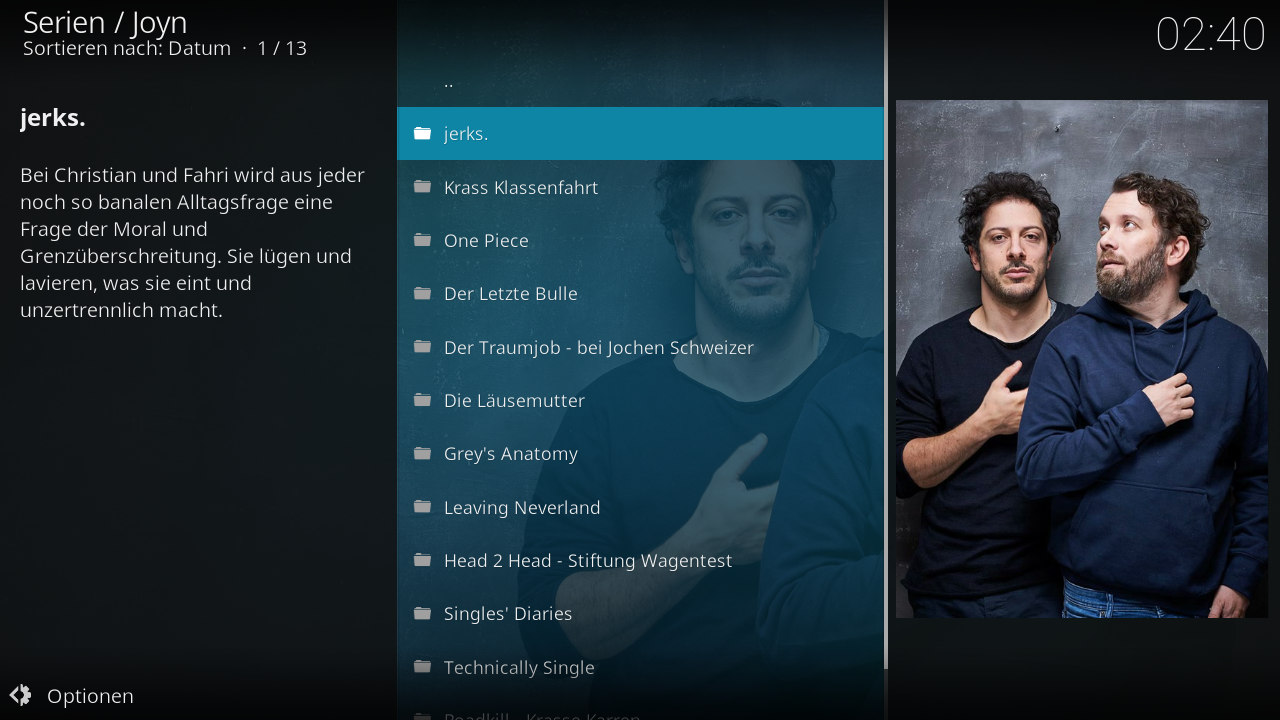 Serien / Joyn
Sortieren nach: Datum · 1 / 13
02:40
jerks.
Bei Christian und Fahri wird aus jeder
noch so banalen Alltagsfrage eine
Frage der Moral und
Grenzüberschreitung. Sie lügen und
lavieren, was sie eint und
unzertrennlich macht.
..
jerks.
Krass Klassenfahrt
One Piece
Der Letzte Bulle
Der Traumjob - bei Jochen Schweizer
Die Läusemutter
Grey's Anatomy
Leaving Neverland
Head 2 Head - Stiftung Wagentest
Singles' Diaries
Technically Single
Roadkill - Krasse Karren
Optionen